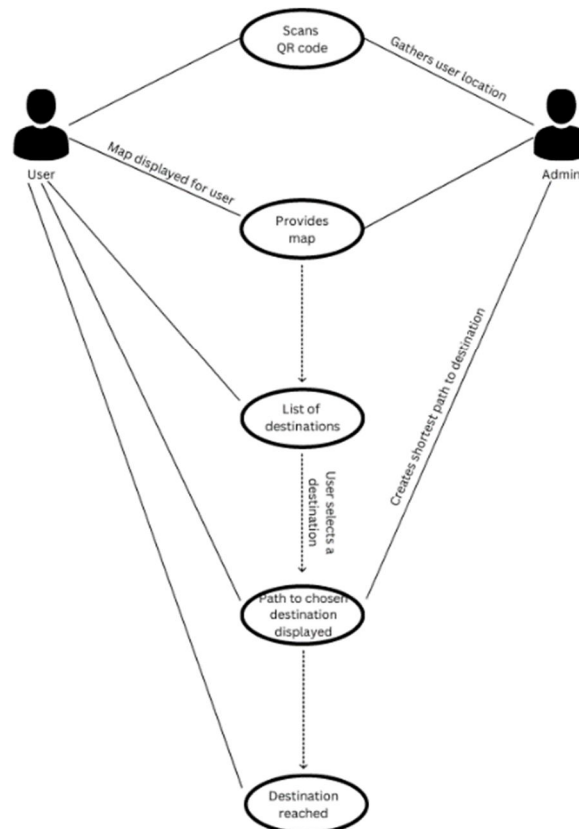 Scans
QR code
Gathers user location
User
Map displayed for user
Admin
Provides
map
List of
destinations
Creates shortest path to destination
User selects a
destination
Path to chosen
destination
displayed
Destination
reached